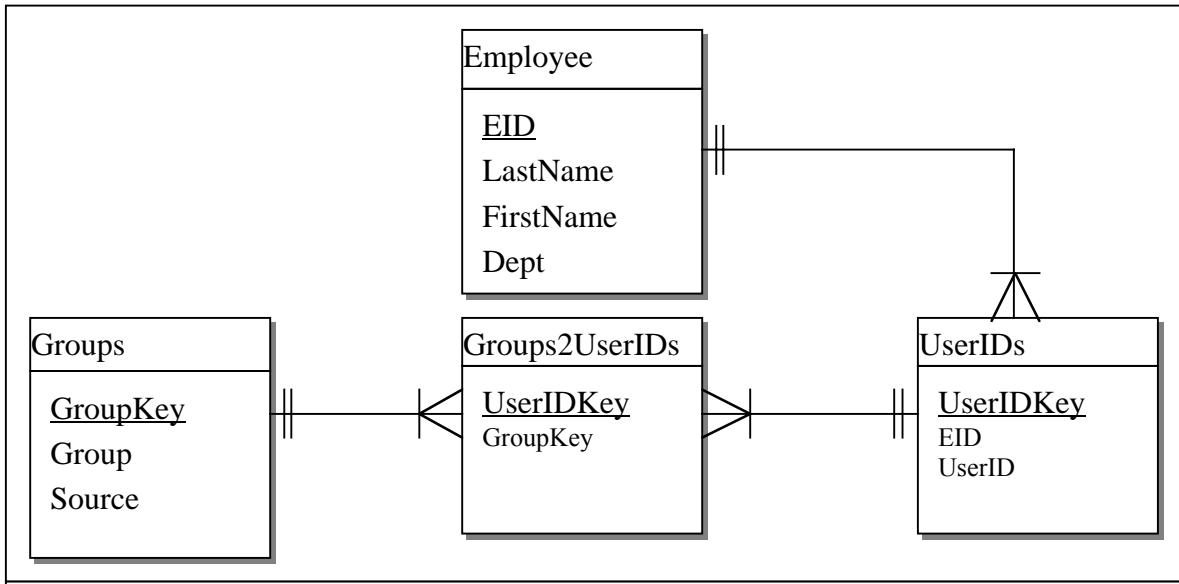 Employee
EID
LastName
FirstName
Dept
Groups
GroupKey
Group
Source
Groups2UserIDs
UserIDKey
GroupKey
UserIDs
UserIDKey
EID
UserID